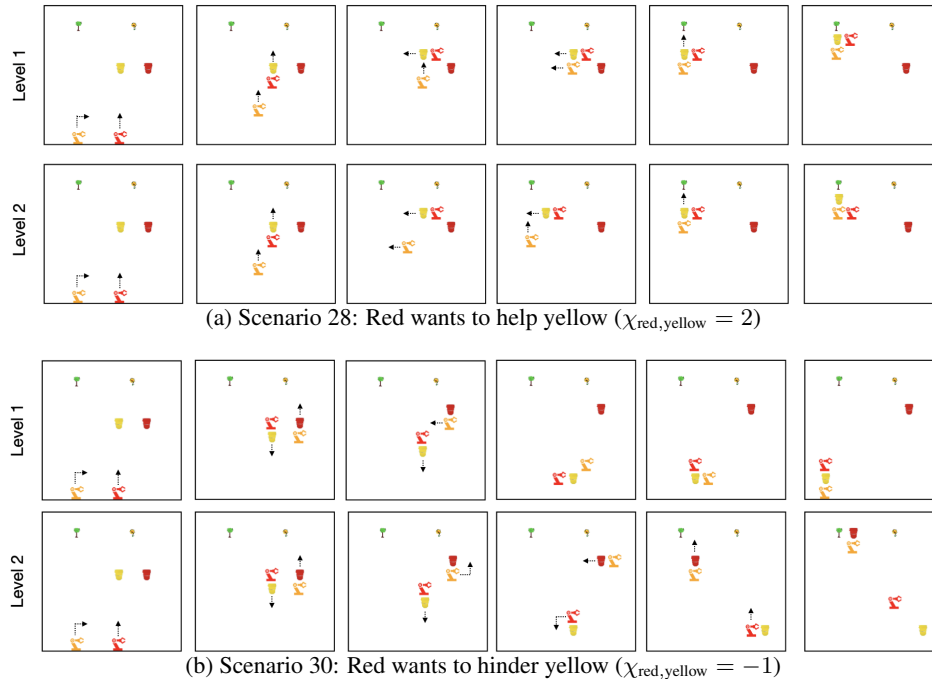 Level 1
Level 2
(a) Scenario 28: Red wants to help yellow (χred,yellow = 2)
Level 1
Level 2
(b) Scenario 30: Red wants to hinder yellow (χred,yellow = −1)